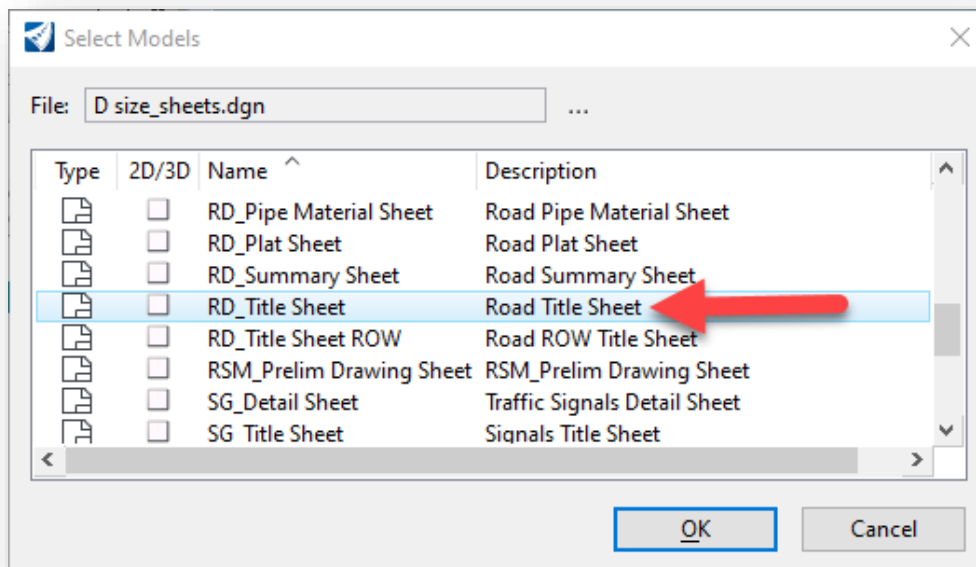 Select Models
File: D size_sheets.dgn ...
Type 2D/3D Name Description
RD_Pipe Material Sheet Road Pipe Material Sheet
RD_Plat Sheet Road Plat Sheet
RD_Summary Sheet Road Summary Sheet
RD_Title Sheet Road Title Sheet
RD_Title Sheet ROW Road ROW Title Sheet
RSM_Prelim Drawing Sheet RSM_Prelim Drawing Sheet
SG_Detail Sheet Traffic Signals Detail Sheet
SG_Title Sheet Signals Title Sheet
OK Cancel